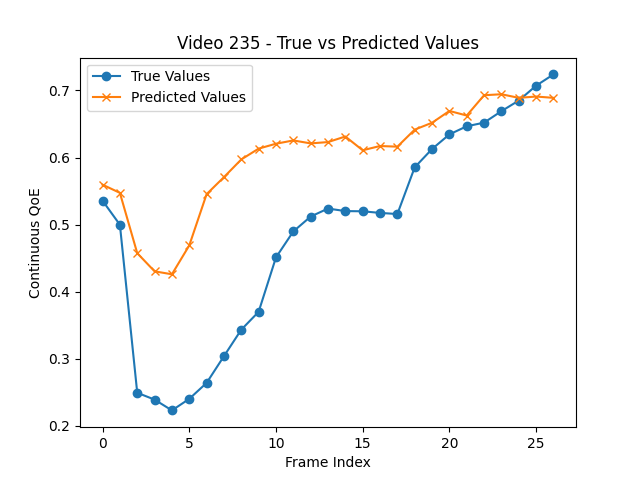 Video 235 - True vs Predicted Values
True Values
Predicted Values
Continuous QoE
0.7
0.6
0.5
0.4
0.3
0.2
0 5 10 15 20 25
Frame Index